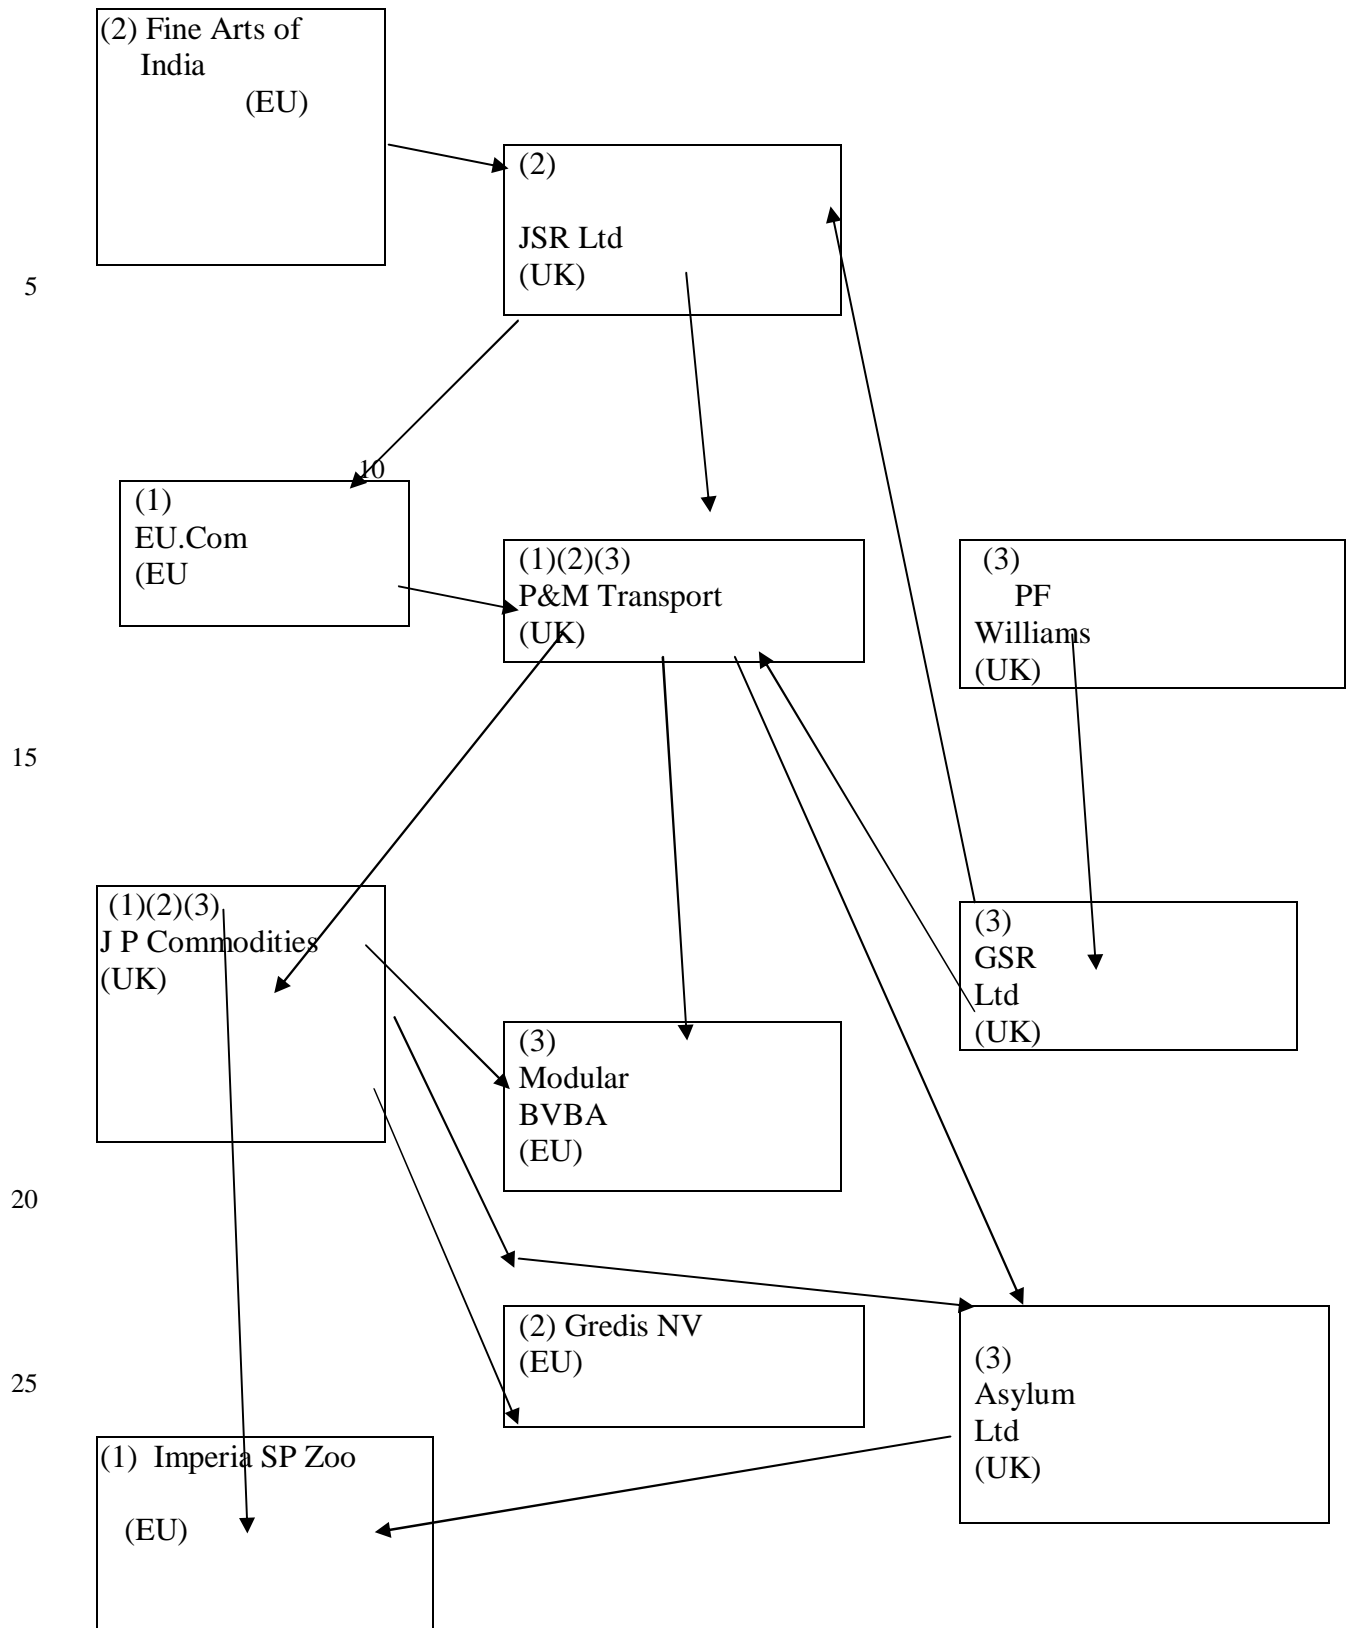 (2) Fine Arts of
India
(EU)
(2)
JSR Ltd
(UK)
5
10
(1)
EU.Com
(EU
(1)(2)(3)
P&M Transport
(UK)
(3)
PF
Williams
(UK)
15
(1)(2)(3)
J P Commodities
(UK)
(3)
GSR
Ltd
(UK)
(3)
Modular
BVBA
(EU)
20
(2) Gredis NV
(EU)
(3)
Asylum
Ltd
(UK)
25
(1) Imperia SP Zoo
(EU)